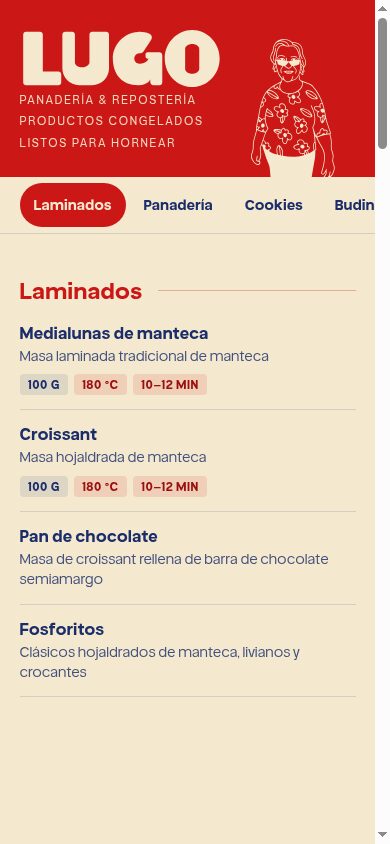 LUGO
PANADERÍA & REPOSTERÍA
PRODUCTOS CONGELADOS
LISTOS PARA HORNEAR
Laminados Panadería Cookies Budin
Laminados
Medialunas de manteca
Masa laminada tradicional de manteca
100 G 180 °C 10–12 MIN
Croissant
Masa hojaldrada de manteca
100 G 180 °C 10–12 MIN
Pan de chocolate
Masa de croissant rellena de barra de chocolate
semiamargo
Fosforitos
Clásicos hojaldrados de manteca, livianos y
crocantes